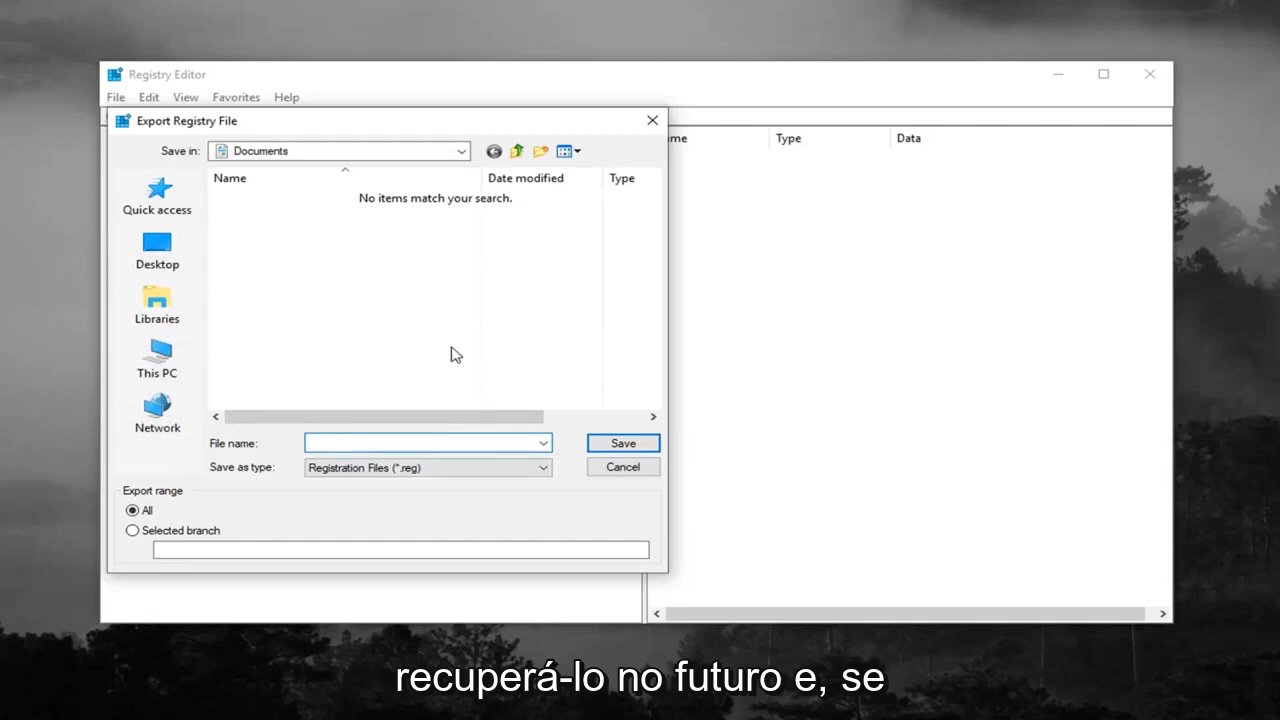 Registry Editor
File Edit View Favorites Help
Export Registry File
Type Data
Save in: Documents
Name Date modified Type
No items match your search.
Quick access
Desktop
Libraries
This PC
Network
File name: Save
Save as type: Registration Files (*.reg) Cancel
Export range
All
Selected branch
recuperá-lo no futuro e, se